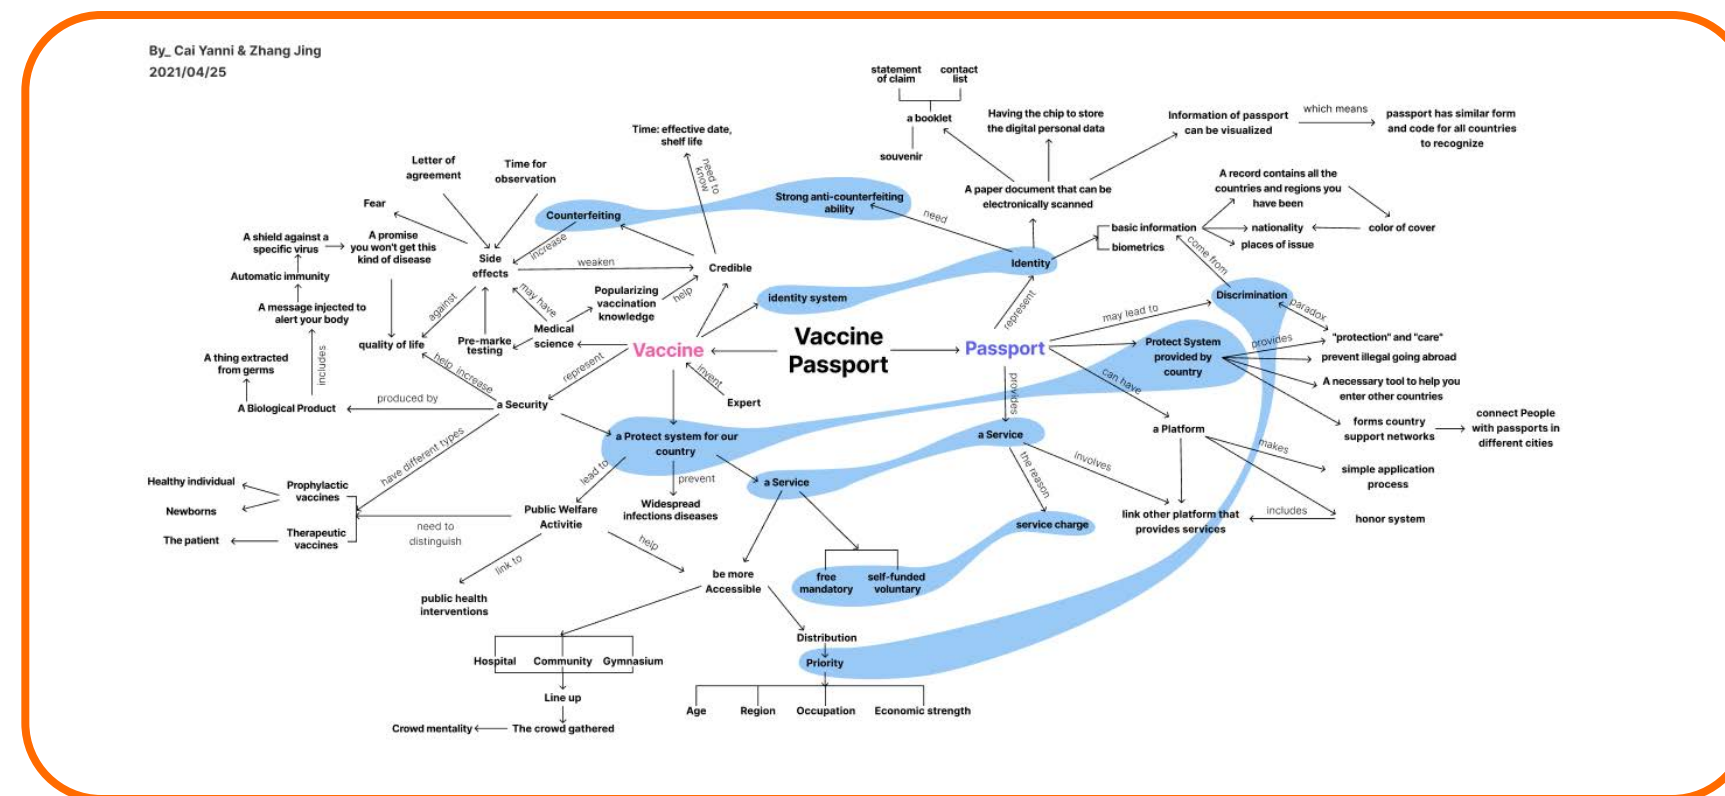 By_ Cai Yanni & Zhang Jing
2021/04/25
statement
of claim
contact
list
a booklet
souvenir
Having the chip to store
the digital personal data
Information of passport
can be visualized
which means
passport has similar form
and code for all countries
to recognize
Time: effective date,
shelf life
need to
know
Letter of
agreement
Time for
observation
Fear
A shield against a
specific virus
A promise
you won't get this
kind of disease
Automatic immunity
A message injected to
alert your body
Side
effects
Counterfeiting
increase
weaken
Credible
Strong anti-counterfeiting
ability
need
A paper document that can be
electronically scanned
A record contains all the
countries and regions you
have been
basic information
biometrics
nationality
places of issue
color of cover
come from
Identity
identity system
represent
Discrimination
paradox
may lead to
Popularizing
vaccination
knowledge
help
may have
against
Medical
science
Pre-marke
testing
quality of life
help increase
Vaccine
Vaccine
Passport
Passport
Protect System
provided by
country
provides
"protection" and "care"
prevent illegal going abroad
A necessary tool to help you
enter other countries
forms country
support networks
connect People
with passports in
different cities
A thing extracted
from germs
includes
A Biological Product
produced by
a Security
represent
invent
Expert
provides
can have
have different types
a Protect system for our
country
lead to
prevent
a Service
a Service
involves
the reason
a Platform
makes
simple application
process
Healthy individual
Newborns
Prophylactic
vaccines
The patient
Therapeutic
vaccines
need to
distinguish
Public Welfare
Activitie
Widespread
infections diseases
service charge
link other platform that
provides services
includes
honor system
link to
help
public health
interventions
be more
Accessible
free
mandatory
self-funded
voluntary
Distribution
Priority
Hospital
Community
Gymnasium
Line up
The crowd gathered
Crowd mentality
Age
Region
Occupation
Economic strength